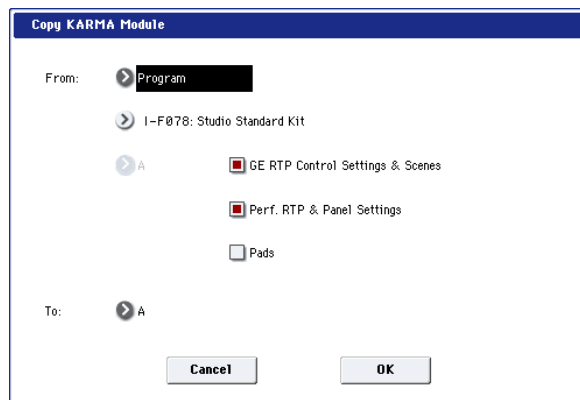 Copy KARMA Module
From: Program
I-F078: Studio Standard Kit
A GE RTP Control Settings & Scenes
Perf. RTP & Panel Settings
Pads
To: A
Cancel OK